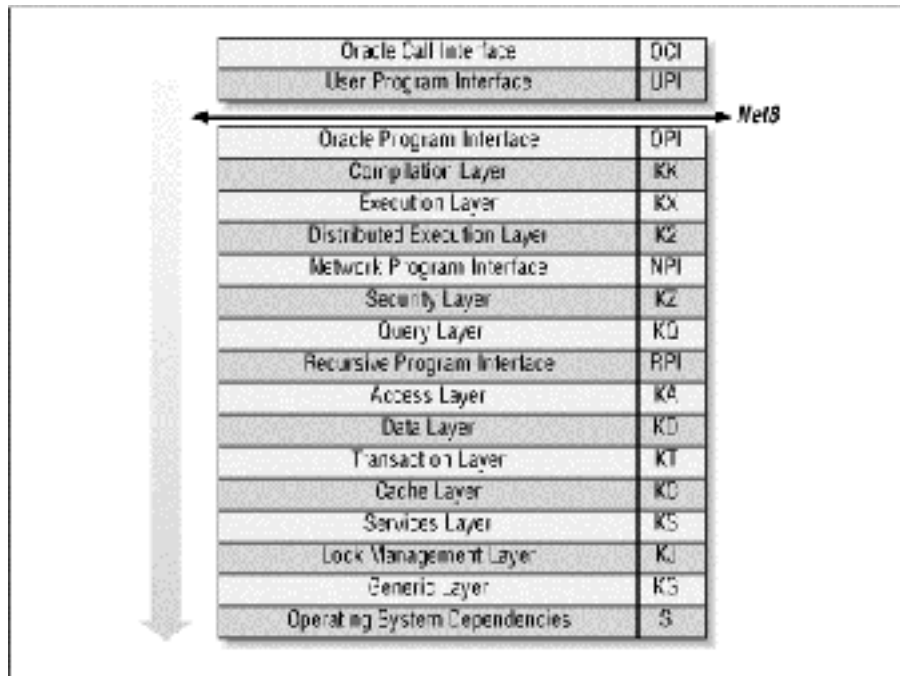 Oracle Call Interface OCI
User Program Interface UPI
Net8
Oracle Program Interface OPI
Compilation Layer KK
Execution Layer KX
Distributed Execution Layer K2
Network Program Interface NPI
Security Layer KZ
Query Layer KQ
Recursive Program Interface RPI
Access Layer KA
Data Layer KD
Transaction Layer KT
Cache Layer KC
Services Layer KS
Lock Management Layer KJ
Generic Layer KG
Operating System Dependencies S